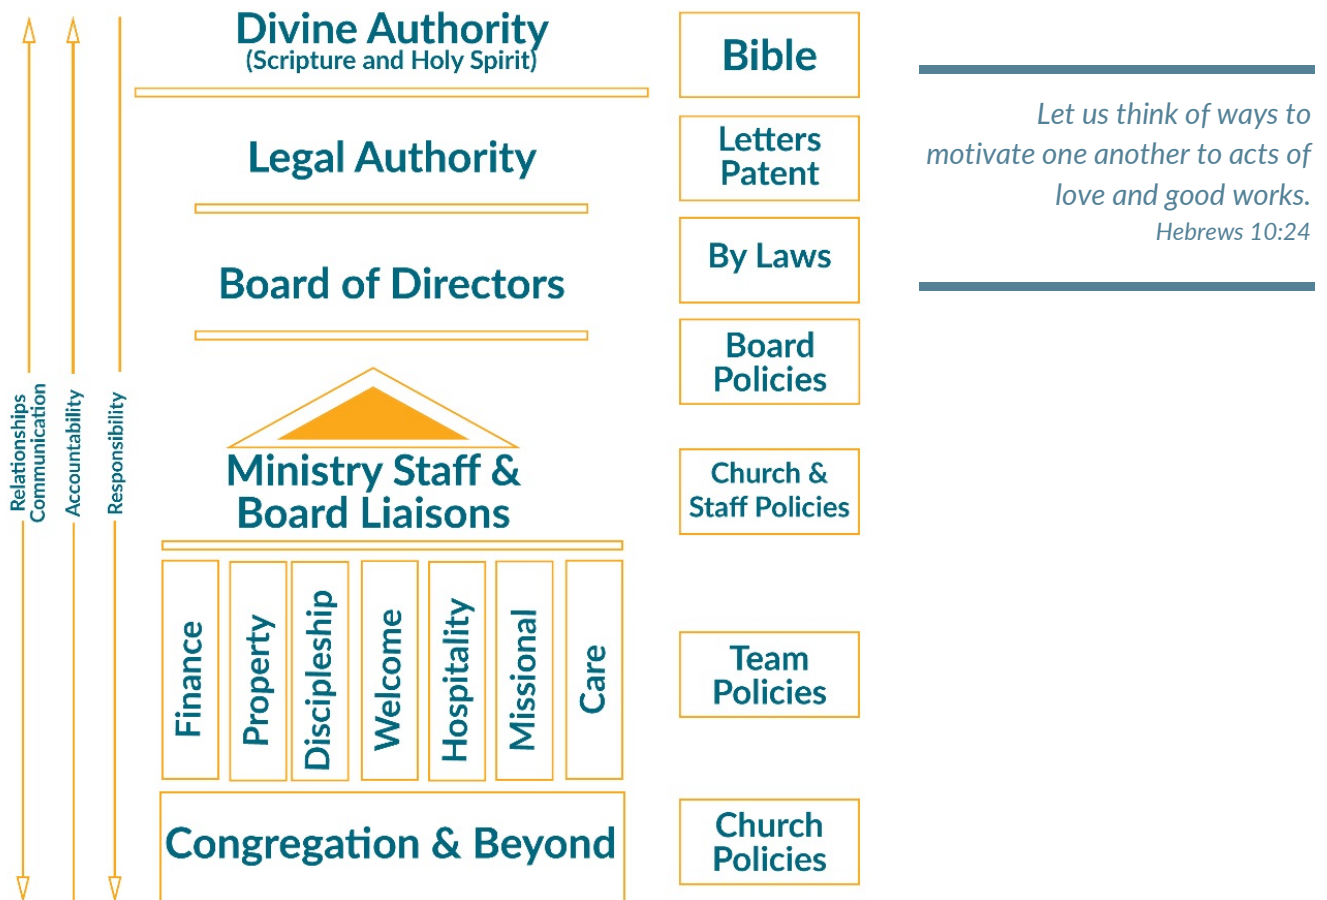 Divine Authority
(Scripture and Holy Spirit)
Legal Authority
Board of Directors
Ministry Staff &
Board Liaisons
Finance
Property
Discipleship
Welcome
Hospitality
Missional
Care
Congregation & Beyond
Relationships
Communication
Accountability
Responsibility
Bible
Letters
Patent
By Laws
Board
Policies
Church &
Staff Policies
Team
Policies
Church
Policies
Let us think of ways to
motivate one another to acts of
love and good works.
Hebrews 10:24